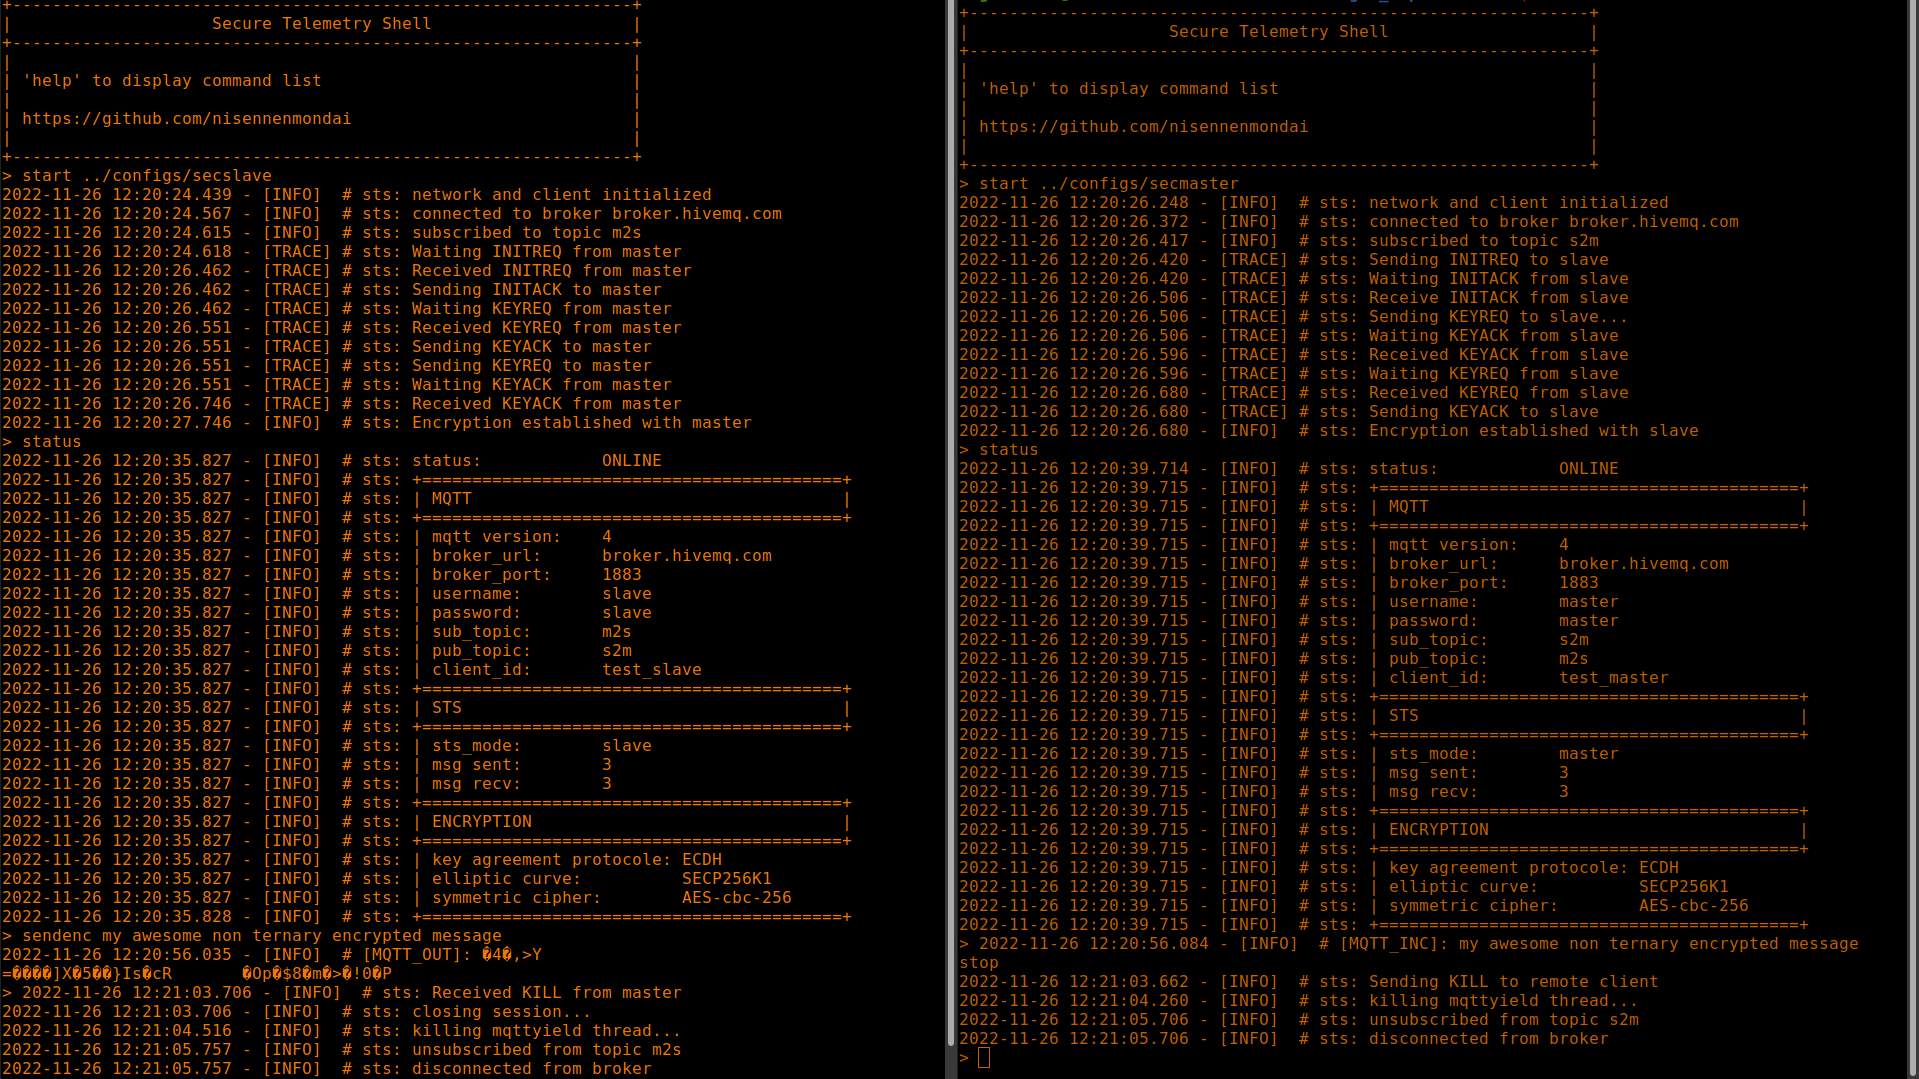 +--------------------------------------------------------------+
|                    Secure Telemetry Shell                    |
+--------------------------------------------------------------+
|                                                              |
| 'help' to display command list                               |
|                                                              |
| https://github.com/nisennenmondai                            |
|                                                              |
+--------------------------------------------------------------+
> start ../configs/secslave
2022-11-26 12:20:24.439 - [INFO]  # sts: network and client initialized
2022-11-26 12:20:24.567 - [INFO]  # sts: connected to broker broker.hivemq.com
2022-11-26 12:20:24.615 - [INFO]  # sts: subscribed to topic m2s
2022-11-26 12:20:24.618 - [TRACE] # sts: Waiting INITREQ from master
2022-11-26 12:20:26.462 - [TRACE] # sts: Received INITREQ from master
2022-11-26 12:20:26.462 - [TRACE] # sts: Sending INITACK to master
2022-11-26 12:20:26.462 - [TRACE] # sts: Waiting KEYREQ from master
2022-11-26 12:20:26.551 - [TRACE] # sts: Received KEYREQ from master
2022-11-26 12:20:26.551 - [TRACE] # sts: Sending KEYACK to master
2022-11-26 12:20:26.551 - [TRACE] # sts: Sending KEYREQ to master
2022-11-26 12:20:26.551 - [TRACE] # sts: Waiting KEYACK from master
2022-11-26 12:20:26.746 - [TRACE] # sts: Received KEYACK from master
2022-11-26 12:20:27.746 - [INFO]  # sts: Encryption established with master
> status
2022-11-26 12:20:35.827 - [INFO]  # sts: status:            ONLINE
2022-11-26 12:20:35.827 - [INFO]  # sts: +==========================================+
2022-11-26 12:20:35.827 - [INFO]  # sts: | MQTT                                     |
2022-11-26 12:20:35.827 - [INFO]  # sts: +==========================================+
2022-11-26 12:20:35.827 - [INFO]  # sts: | mqtt version:    4
2022-11-26 12:20:35.827 - [INFO]  # sts: | broker_url:      broker.hivemq.com
2022-11-26 12:20:35.827 - [INFO]  # sts: | broker_port:     1883
2022-11-26 12:20:35.827 - [INFO]  # sts: | username:        slave
2022-11-26 12:20:35.827 - [INFO]  # sts: | password:        slave
2022-11-26 12:20:35.827 - [INFO]  # sts: | sub_topic:       m2s
2022-11-26 12:20:35.827 - [INFO]  # sts: | pub_topic:       s2m
2022-11-26 12:20:35.827 - [INFO]  # sts: | client_id:       test_slave
2022-11-26 12:20:35.827 - [INFO]  # sts: +==========================================+
2022-11-26 12:20:35.827 - [INFO]  # sts: | STS                                      |
2022-11-26 12:20:35.827 - [INFO]  # sts: +==========================================+
2022-11-26 12:20:35.827 - [INFO]  # sts: | sts_mode:        slave
2022-11-26 12:20:35.827 - [INFO]  # sts: | msg sent:        3
2022-11-26 12:20:35.827 - [INFO]  # sts: | msg recv:        3
2022-11-26 12:20:35.827 - [INFO]  # sts: +==========================================+
2022-11-26 12:20:35.827 - [INFO]  # sts: | ENCRYPTION                               |
2022-11-26 12:20:35.827 - [INFO]  # sts: +==========================================+
2022-11-26 12:20:35.827 - [INFO]  # sts: | key agreement protocole: ECDH
2022-11-26 12:20:35.827 - [INFO]  # sts: | elliptic curve:          SECP256K1
2022-11-26 12:20:35.827 - [INFO]  # sts: | symmetric cipher:        AES-cbc-256
2022-11-26 12:20:35.828 - [INFO]  # sts: +==========================================+
> sendenc my awesome non ternary encrypted message
2022-11-26 12:20:56.035 - [INFO]  # [MQTT_OUT]: �4�,>Y
=����]X�5��}Is�cR       �Op�$8�m�>�!0�P
> 2022-11-26 12:21:03.706 - [INFO]  # sts: Received KILL from master
2022-11-26 12:21:03.706 - [INFO]  # sts: closing session...
2022-11-26 12:21:04.516 - [INFO]  # sts: killing mqttyield thread...
2022-11-26 12:21:05.757 - [INFO]  # sts: unsubscribed from topic m2s
2022-11-26 12:21:05.757 - [INFO]  # sts: disconnected from broker
+--------------------------------------------------------------+
|                    Secure Telemetry Shell                    |
+--------------------------------------------------------------+
|                                                              |
| 'help' to display command list                               |
|                                                              |
| https://github.com/nisennenmondai                            |
|                                                              |
+--------------------------------------------------------------+
> start ../configs/secmaster
2022-11-26 12:20:26.248 - [INFO]  # sts: network and client initialized
2022-11-26 12:20:26.372 - [INFO]  # sts: connected to broker broker.hivemq.com
2022-11-26 12:20:26.417 - [INFO]  # sts: subscribed to topic s2m
2022-11-26 12:20:26.420 - [TRACE] # sts: Sending INITREQ to slave
2022-11-26 12:20:26.420 - [TRACE] # sts: Waiting INITACK from slave
2022-11-26 12:20:26.506 - [TRACE] # sts: Receive INITACK from slave
2022-11-26 12:20:26.506 - [TRACE] # sts: Sending KEYREQ to slave...
2022-11-26 12:20:26.506 - [TRACE] # sts: Waiting KEYACK from slave
2022-11-26 12:20:26.596 - [TRACE] # sts: Received KEYACK from slave
2022-11-26 12:20:26.596 - [TRACE] # sts: Waiting KEYREQ from slave
2022-11-26 12:20:26.680 - [TRACE] # sts: Received KEYREQ from slave
2022-11-26 12:20:26.680 - [TRACE] # sts: Sending KEYACK to slave
2022-11-26 12:20:26.680 - [INFO]  # sts: Encryption established with slave
> status
2022-11-26 12:20:39.714 - [INFO]  # sts: status:            ONLINE
2022-11-26 12:20:39.715 - [INFO]  # sts: +==========================================+
2022-11-26 12:20:39.715 - [INFO]  # sts: | MQTT                                     |
2022-11-26 12:20:39.715 - [INFO]  # sts: +==========================================+
2022-11-26 12:20:39.715 - [INFO]  # sts: | mqtt version:    4
2022-11-26 12:20:39.715 - [INFO]  # sts: | broker_url:      broker.hivemq.com
2022-11-26 12:20:39.715 - [INFO]  # sts: | broker_port:     1883
2022-11-26 12:20:39.715 - [INFO]  # sts: | username:        master
2022-11-26 12:20:39.715 - [INFO]  # sts: | password:        master
2022-11-26 12:20:39.715 - [INFO]  # sts: | sub_topic:       s2m
2022-11-26 12:20:39.715 - [INFO]  # sts: | pub_topic:       m2s
2022-11-26 12:20:39.715 - [INFO]  # sts: | client_id:       test_master
2022-11-26 12:20:39.715 - [INFO]  # sts: +==========================================+
2022-11-26 12:20:39.715 - [INFO]  # sts: | STS                                      |
2022-11-26 12:20:39.715 - [INFO]  # sts: +==========================================+
2022-11-26 12:20:39.715 - [INFO]  # sts: | sts_mode:        master
2022-11-26 12:20:39.715 - [INFO]  # sts: | msg sent:        3
2022-11-26 12:20:39.715 - [INFO]  # sts: | msg recv:        3
2022-11-26 12:20:39.715 - [INFO]  # sts: +==========================================+
2022-11-26 12:20:39.715 - [INFO]  # sts: | ENCRYPTION                               |
2022-11-26 12:20:39.715 - [INFO]  # sts: +==========================================+
2022-11-26 12:20:39.715 - [INFO]  # sts: | key agreement protocole: ECDH
2022-11-26 12:20:39.715 - [INFO]  # sts: | elliptic curve:          SECP256K1
2022-11-26 12:20:39.715 - [INFO]  # sts: | symmetric cipher:        AES-cbc-256
2022-11-26 12:20:39.715 - [INFO]  # sts: +==========================================+
> 2022-11-26 12:20:56.084 - [INFO]  # [MQTT_INC]: my awesome non ternary encrypted message
stop
2022-11-26 12:21:03.662 - [INFO]  # sts: Sending KILL to remote client
2022-11-26 12:21:04.260 - [INFO]  # sts: killing mqttyield thread...
2022-11-26 12:21:05.706 - [INFO]  # sts: unsubscribed from topic s2m
2022-11-26 12:21:05.706 - [INFO]  # sts: disconnected from broker
>